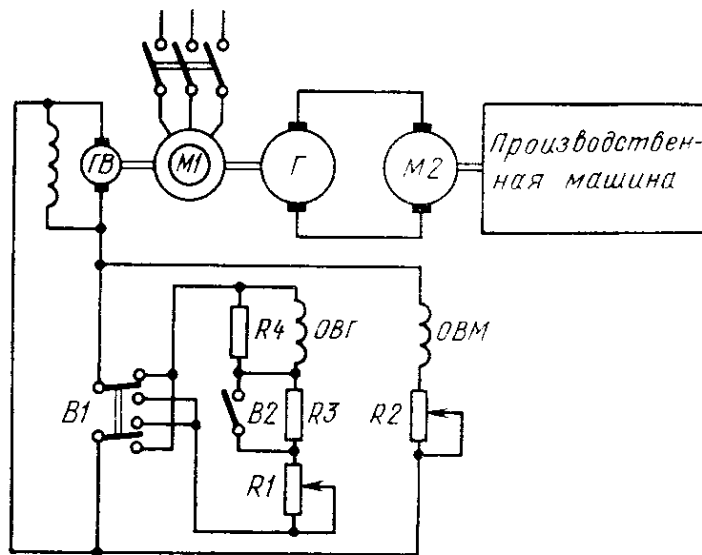 ГВ
М1
Г
М2
Производствен-
ная машина
R4
ОВГ
ОВМ
В1
В2
R3
R2
R1